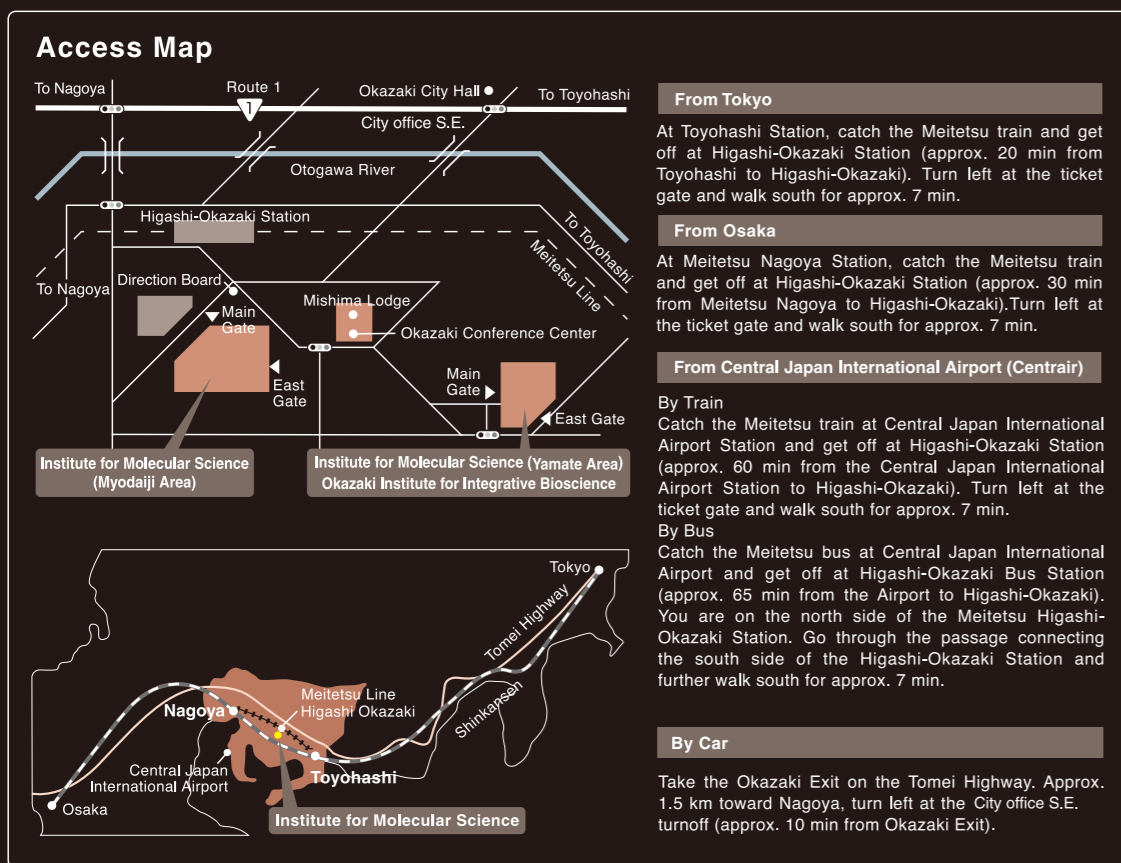 Access Map
To Nagoya
Route 1
1
Okazaki City Hall
To Toyohashi
City office S.E.
Otogawa River
Higashi-Okazaki Station
To Toyohashi
Meitetsu Line
To Nagoya
Direction Board
Main
Gate
Mishima Lodge
Okazaki Conference Center
East
Gate
Main
Gate
East Gate
Institute for Molecular Science
(Myodaiji Area)
Institute for Molecular Science (Yamate Area)
Okazaki Institute for Integrative Bioscience
Tokyo
Tomei Highway
Shinkansen
Meitetsu Line
Higashi Okazaki
Nagoya
Central Japan
International Airport
Toyohashi
Osaka
Institute for Molecular Science
From Tokyo
At Toyohashi Station, catch the Meitetsu train and get
off at Higashi-Okazaki Station (approx. 20 min from
Toyohashi to Higashi-Okazaki). Turn left at the ticket
gate and walk south for approx. 7 min.
From Osaka
At Meitetsu Nagoya Station, catch the Meitetsu train
and get off at Higashi-Okazaki Station (approx. 30 min
from Meitetsu Nagoya to Higashi-Okazaki).Turn left at
the ticket gate and walk south for approx. 7 min.
From Central Japan International Airport (Centrair)
By Train
Catch the Meitetsu train at Central Japan International
Airport Station and get off at Higashi-Okazaki Station
(approx. 60 min from the Central Japan International
Airport Station to Higashi-Okazaki). Turn left at the
ticket gate and walk south for approx. 7 min.
By Bus
Catch the Meitetsu bus at Central Japan International
Airport and get off at Higashi-Okazaki Bus Station
(approx. 65 min from the Airport to Higashi-Okazaki).
You are on the north side of the Meitetsu Higashi-
Okazaki Station. Go through the passage connecting
the south side of the Higashi-Okazaki Station and
further walk south for approx. 7 min.
By Car
Take the Okazaki Exit on the Tomei Highway. Approx.
1.5 km toward Nagoya, turn left at the City office S.E.
turnoff (approx. 10 min from Okazaki Exit).